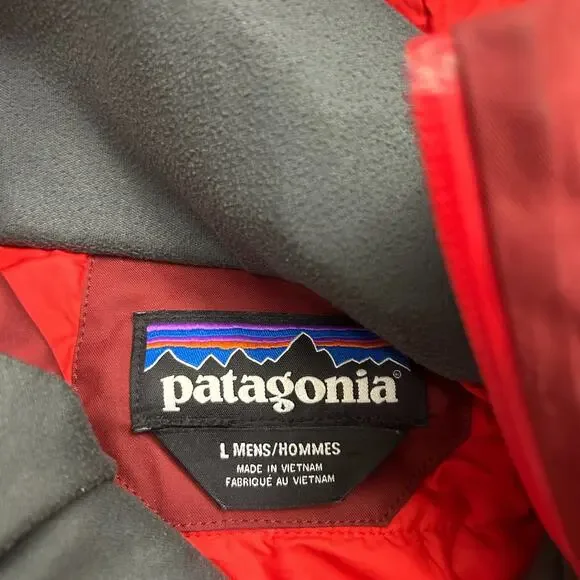 patagonia®
L MENS/HOMMES
MADE IN VIETNAM
FABRIQUÉ AU VIETNAM